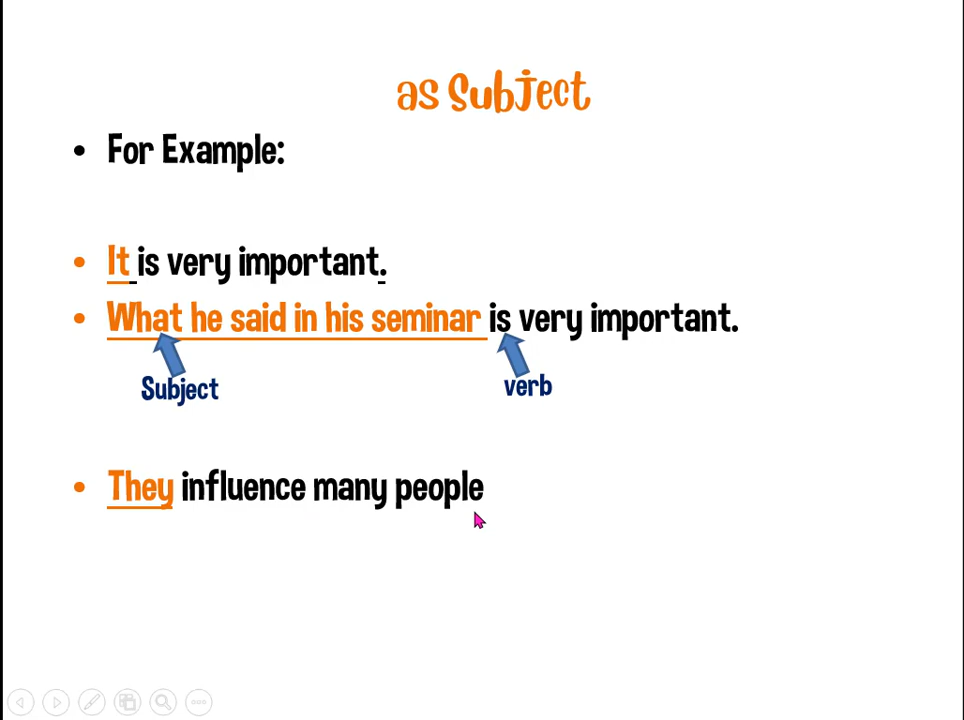 as Subject
• For Example:
• It is very important.
• What he said in his seminar is very important.
Subject verb
• They influence many people